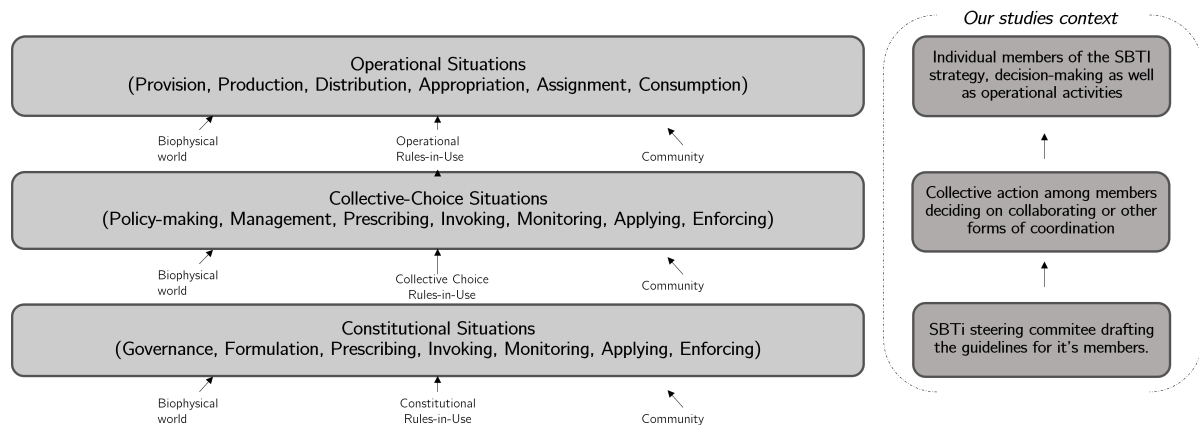 Operational Situations
(Provision, Production, Distribution, Appropriation, Assignment, Consumption)
Biophysical
world
Operational
Rules-in-Use
Community
Collective-Choice Situations
(Policy-making, Management, Prescribing, Invoking, Monitoring, Applying, Enforcing)
Biophysical
world
Collective Choice
Rules-in-Use
Community
Constitutional Situations
(Governance, Formulation, Prescribing, Invoking, Monitoring, Applying, Enforcing)
Biophysical
world
Constitutional
Rules-in-Use
Community
Our studies context
Individual members of the SBTI
strategy, decision-making as well
as operational activities
Collective action among members
deciding on collaborating or other
forms of coordination
SBTi steering commitee drafting
the guidelines for it's members.